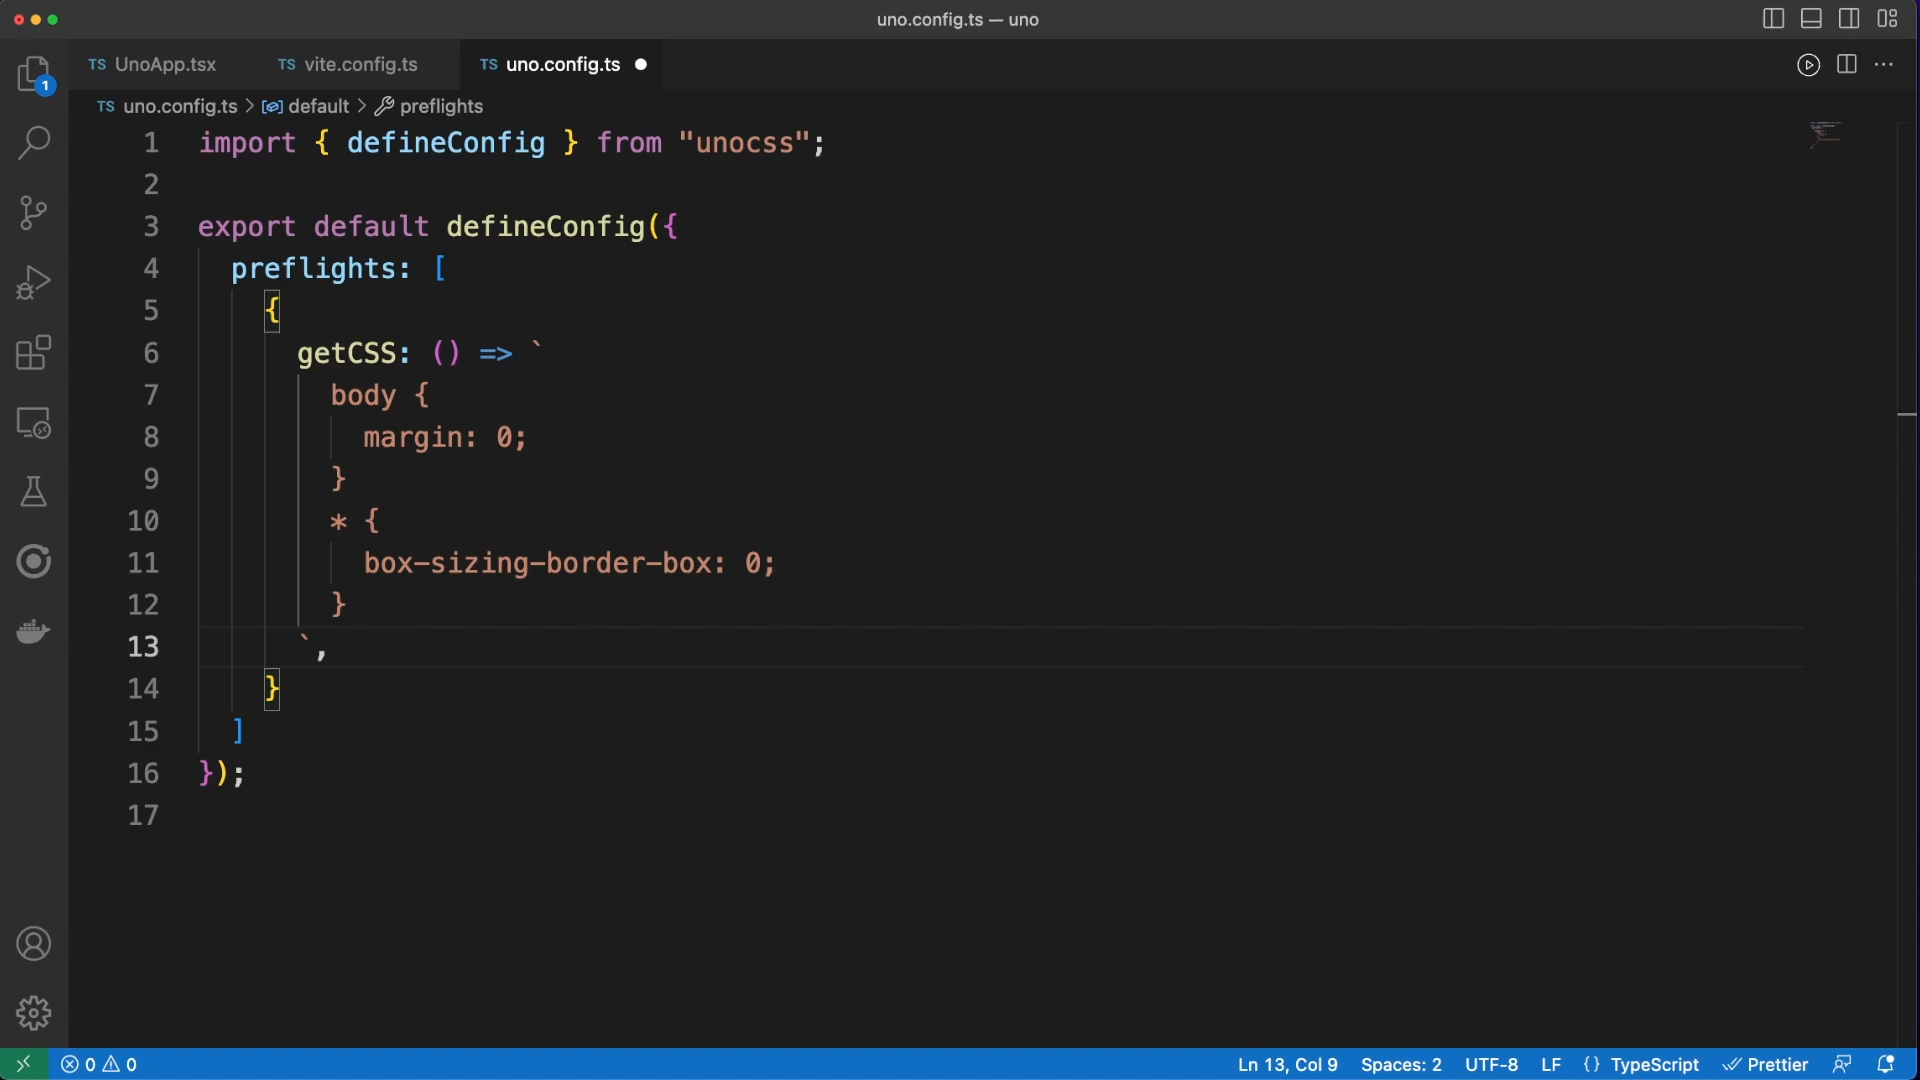 uno.config.ts — uno
TS UnoApp.tsx TS vite.config.ts TS uno.config.ts
1
TS uno.config.ts > default > preflights
1 import { defineConfig } from "unocss";
2
3 export default defineConfig({
4 preflights: [
5 {
6 getCSS: () => `
7 body {
8 margin: 0;
9 }
10 * {
11 box-sizing-border-box: 0;
12 }
13 `,
14 }
15 ]
16 });
17
0 0 Ln 13, Col 9 Spaces: 2 UTF-8 LF {} TypeScript Prettier